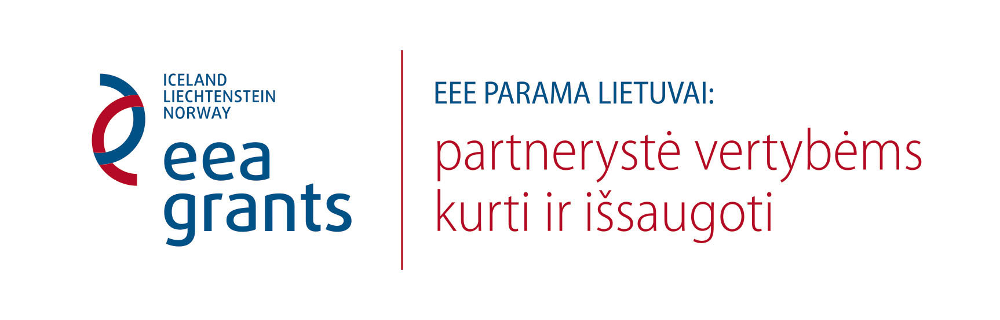 ICELAND
LIECHTENSTEIN
NORWAY
eea
grants
EEE PARAMA LIETUVAI:
partnerystė vertybėms
kurti ir išsaugoti